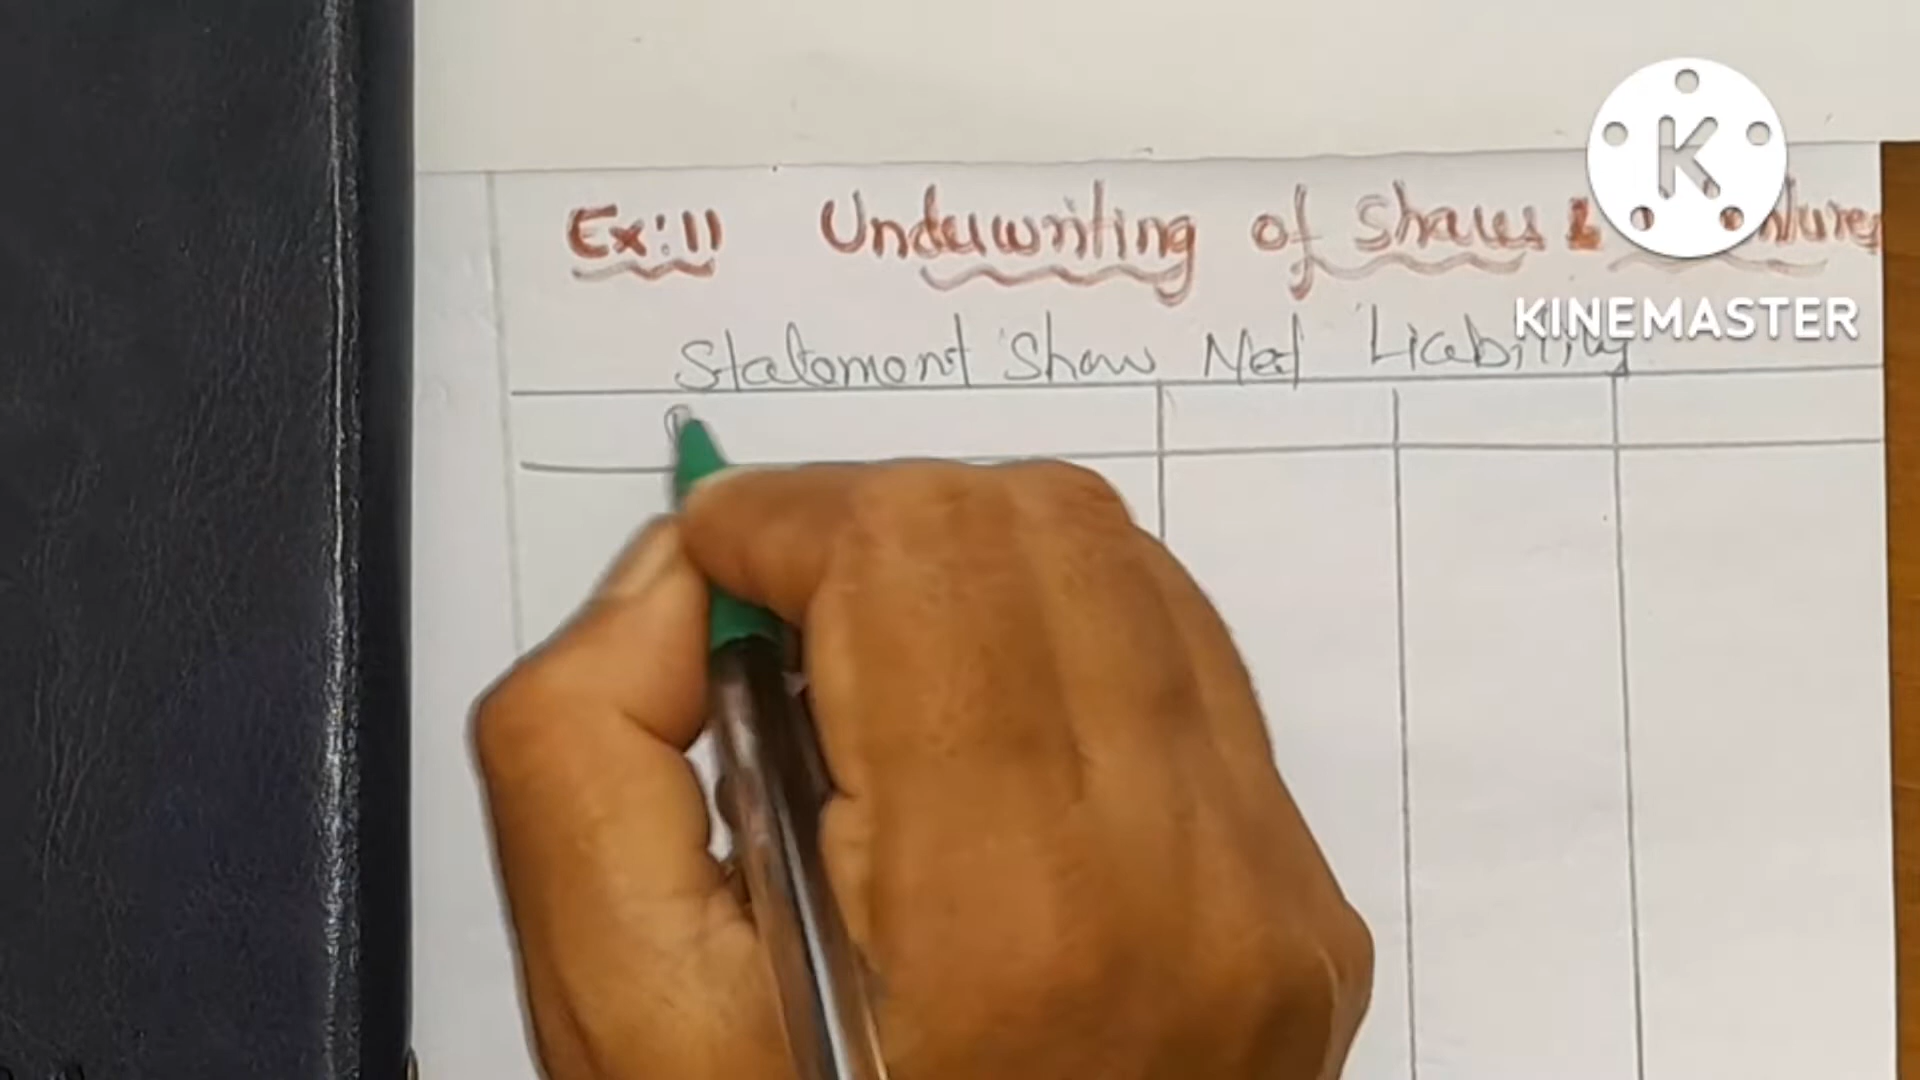 Ex: 11 Underwriting of Shares &
KINEMASTER
Statement Show Net Liability
P